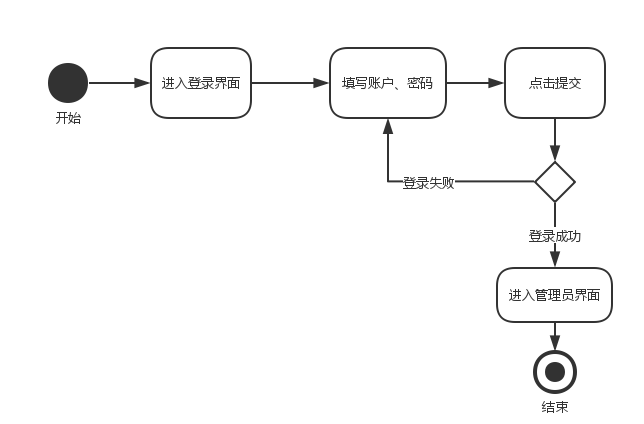 进入登录界面
填写账户、密码
点击提交
开始
登录失败
登录成功
进入管理员界面
结束